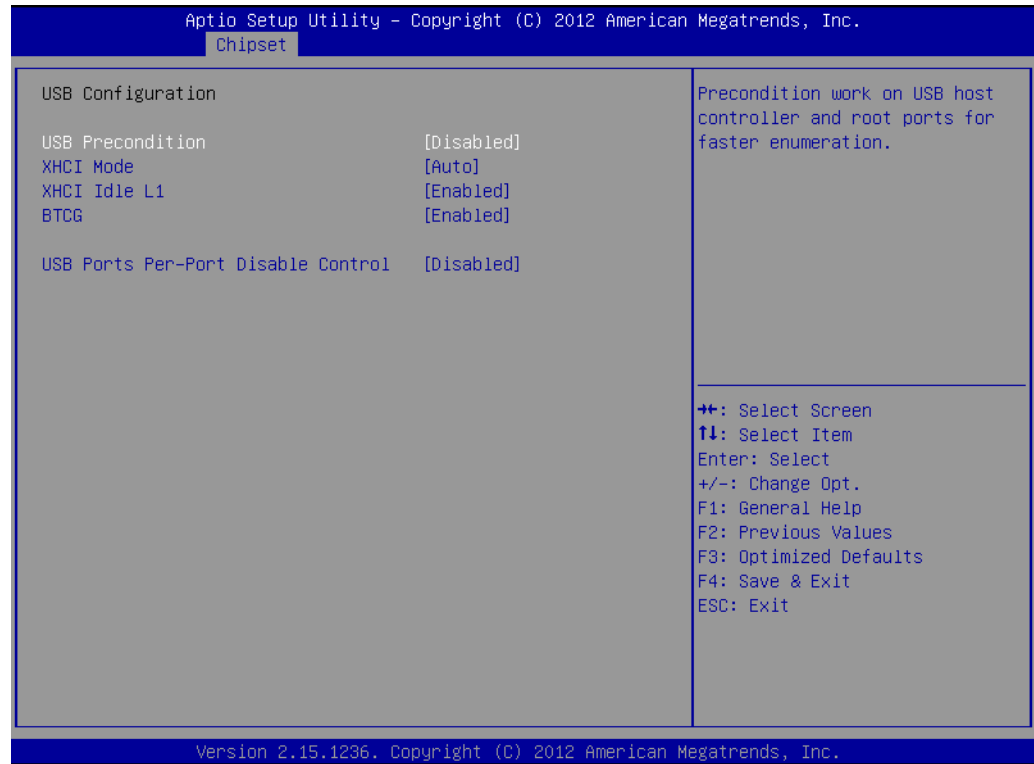 Aptio Setup Utility – Copyright (C) 2012 American Megatrends, Inc.
Chipset
USB Configuration
USB Precondition [Disabled]
XHCI Mode [Auto]
XHCI Idle L1 [Enabled]
BTCG [Enabled]
USB Ports Per-Port Disable Control [Disabled]
Precondition work on USB host
controller and root ports for
faster enumeration.
→←: Select Screen
↑↓: Select Item
Enter: Select
+/-: Change Opt.
F1: General Help
F2: Previous Values
F3: Optimized Defaults
F4: Save & Exit
ESC: Exit
Version 2.15.1236. Copyright (C) 2012 American Megatrends, Inc.